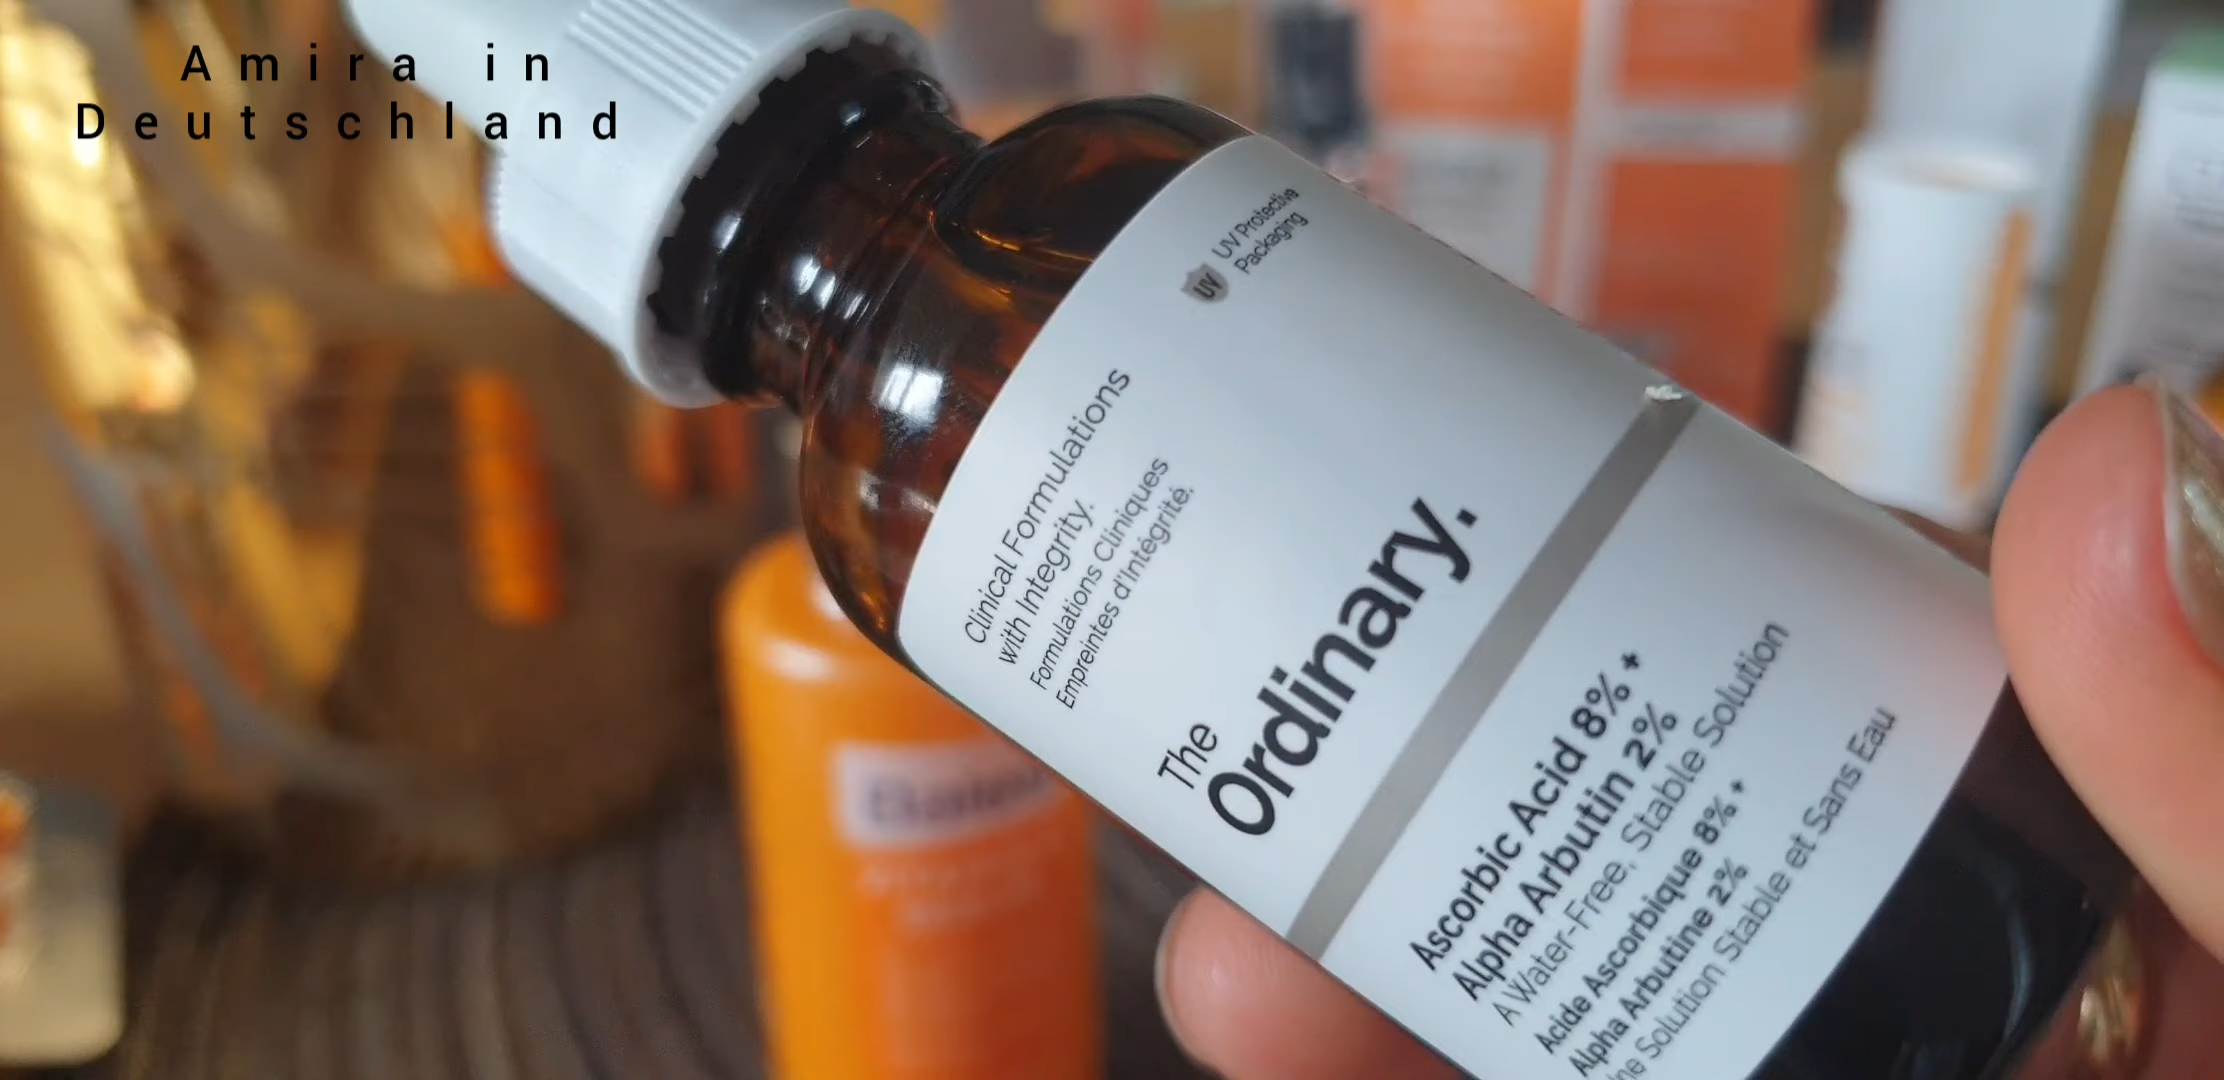 Amira in
Deutschland
UV
UV Protective
Packaging
Clinical Formulations
with Integrity.
Formulations Cliniques
Empreintes d'Intégrité.
The
Ordinary.
Ascorbic Acid 8% +
Alpha Arbutin 2%
A Water-Free, Stable Solution
Acide Ascorbique 8% +
Alpha Arbutine 2%
Solution Stable et Sans Eau